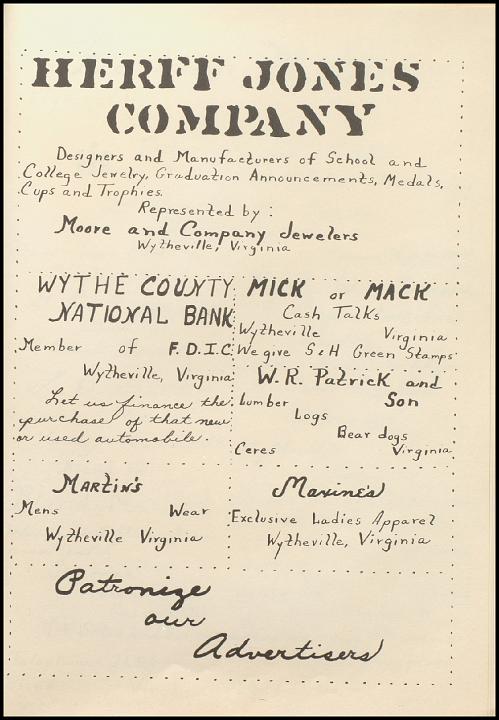 HERFF JONES
COMPANY
Designers and Manufacturers of School and
College Jewelry, Graduation Announcements, Medals,
Cups and Trophies.
Represented by:
Moore and Company Jewelers
Wytheville, Virginia
WYTHE COUNTY
NATIONAL BANK
Member of F.D.I.C.
Wytheville, Virginia
Let us finance the
purchase of that new
or used automobile.
MICK or MACK
Cash Talks
Wytheville Virginia
We give S&H Green Stamps
W.R. Patrick and
Son
Lumber
Logs
Bear dogs
Ceres Virginia
Martin's
Mens Wear
Wytheville Virginia
Maxine's
Exclusive Ladies Apparel
Wytheville, Virginia
Patronize
our
Advertisers